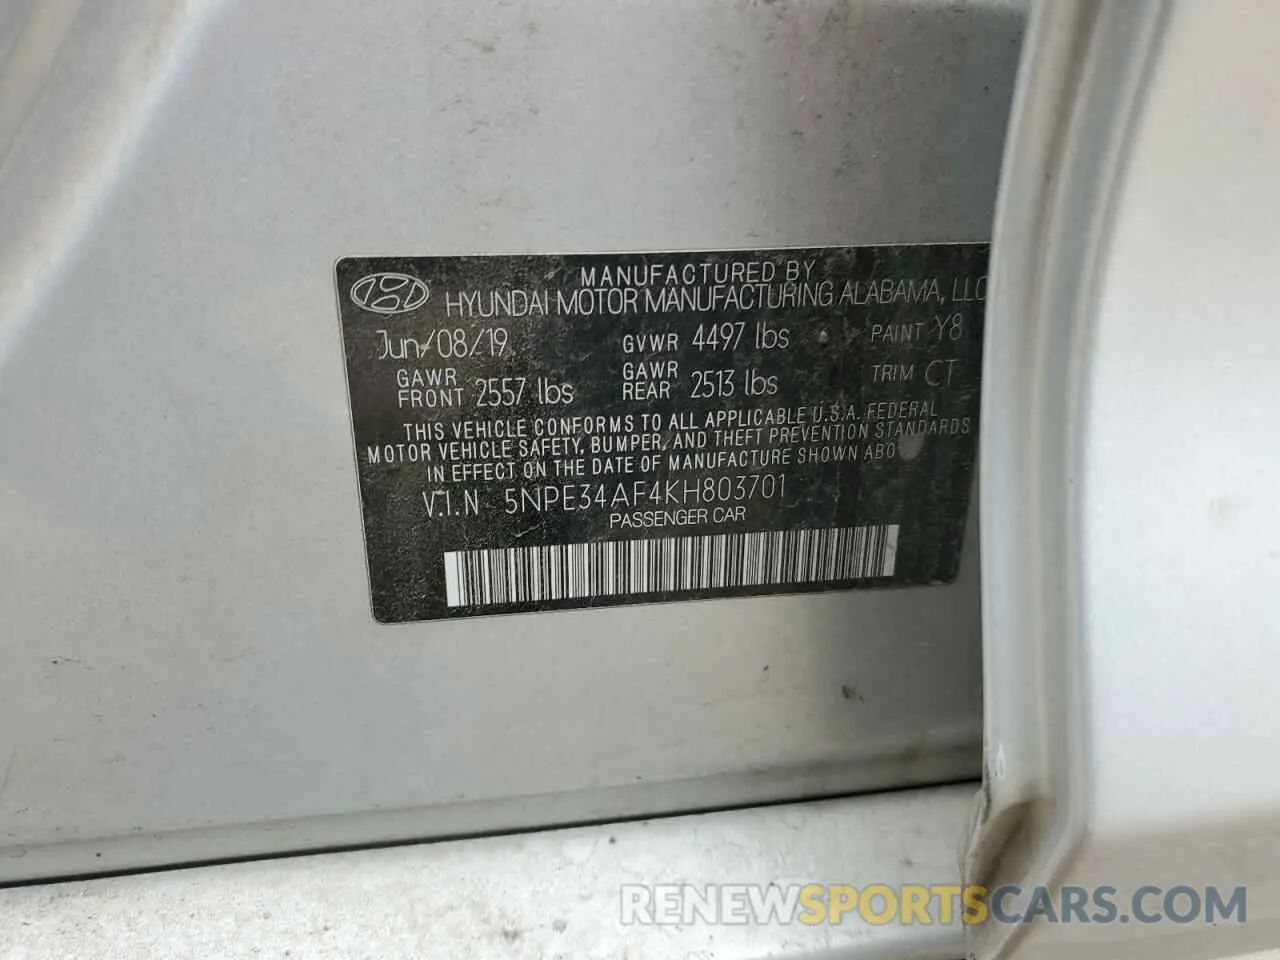 MANUFACTURED BY
HYUNDAI MOTOR MANUFACTURING ALABAMA, LLC
Jun/08/19 GVWR 4497 lbs PAINT Y8
GAWR FRONT 2557 lbs GAWR REAR 2513 lbs TRIM CT
THIS VEHICLE CONFORMS TO ALL APPLICABLE U.S.A. FEDERAL
MOTOR VEHICLE SAFETY, BUMPER, AND THEFT PREVENTION STANDARDS
IN EFFECT ON THE DATE OF MANUFACTURE SHOWN ABO
V.I.N 5NPE34AF4KH803701
PASSENGER CAR
RENEWSPORTSCARS.COM